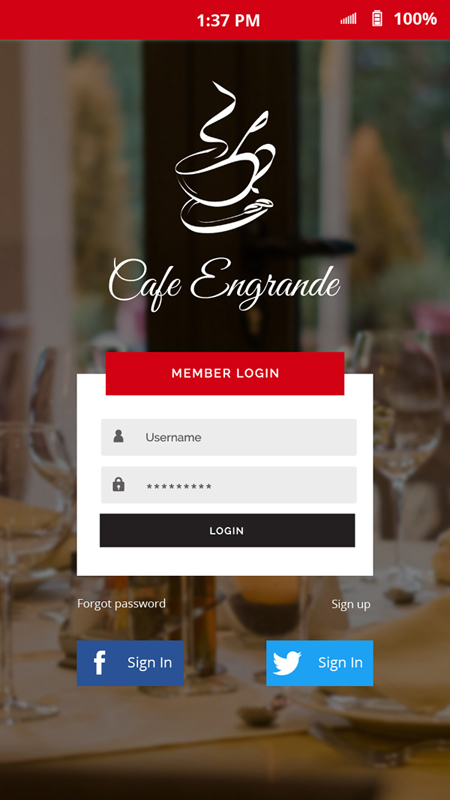 1:37 PM 100%
Cafe Engrande
MEMBER LOGIN
Username
*********
LOGIN
Forgot password Sign up
f Sign In Sign In